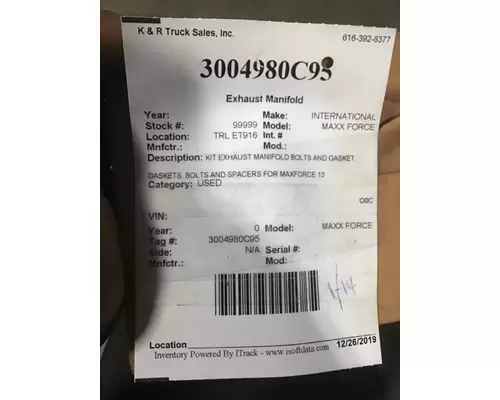 K & R Truck Sales, Inc. 616-392-8377
3004980C95
Exhaust Manifold
Year: Make: INTERNATIONAL
Stock #: 99999 Model: MAXX FORCE
Location: TRL ET916 Int. #
Mnfctr.: Mod.:
Description: KIT EXHAUST MANIFOLD BOLTS AND GASKET
GASKETS, BOLTS AND SPACERS FOR MAXFORCE 13
Category: USED
OBC
VIN:
Year: 0 Model: MAXX FORCE
Tag #: 3004980C95
Side: N/A Serial #:
Mnfctr.: Mod:
Location
12/26/2019
Inventory Powered By ITrack - www.isoftdata.com